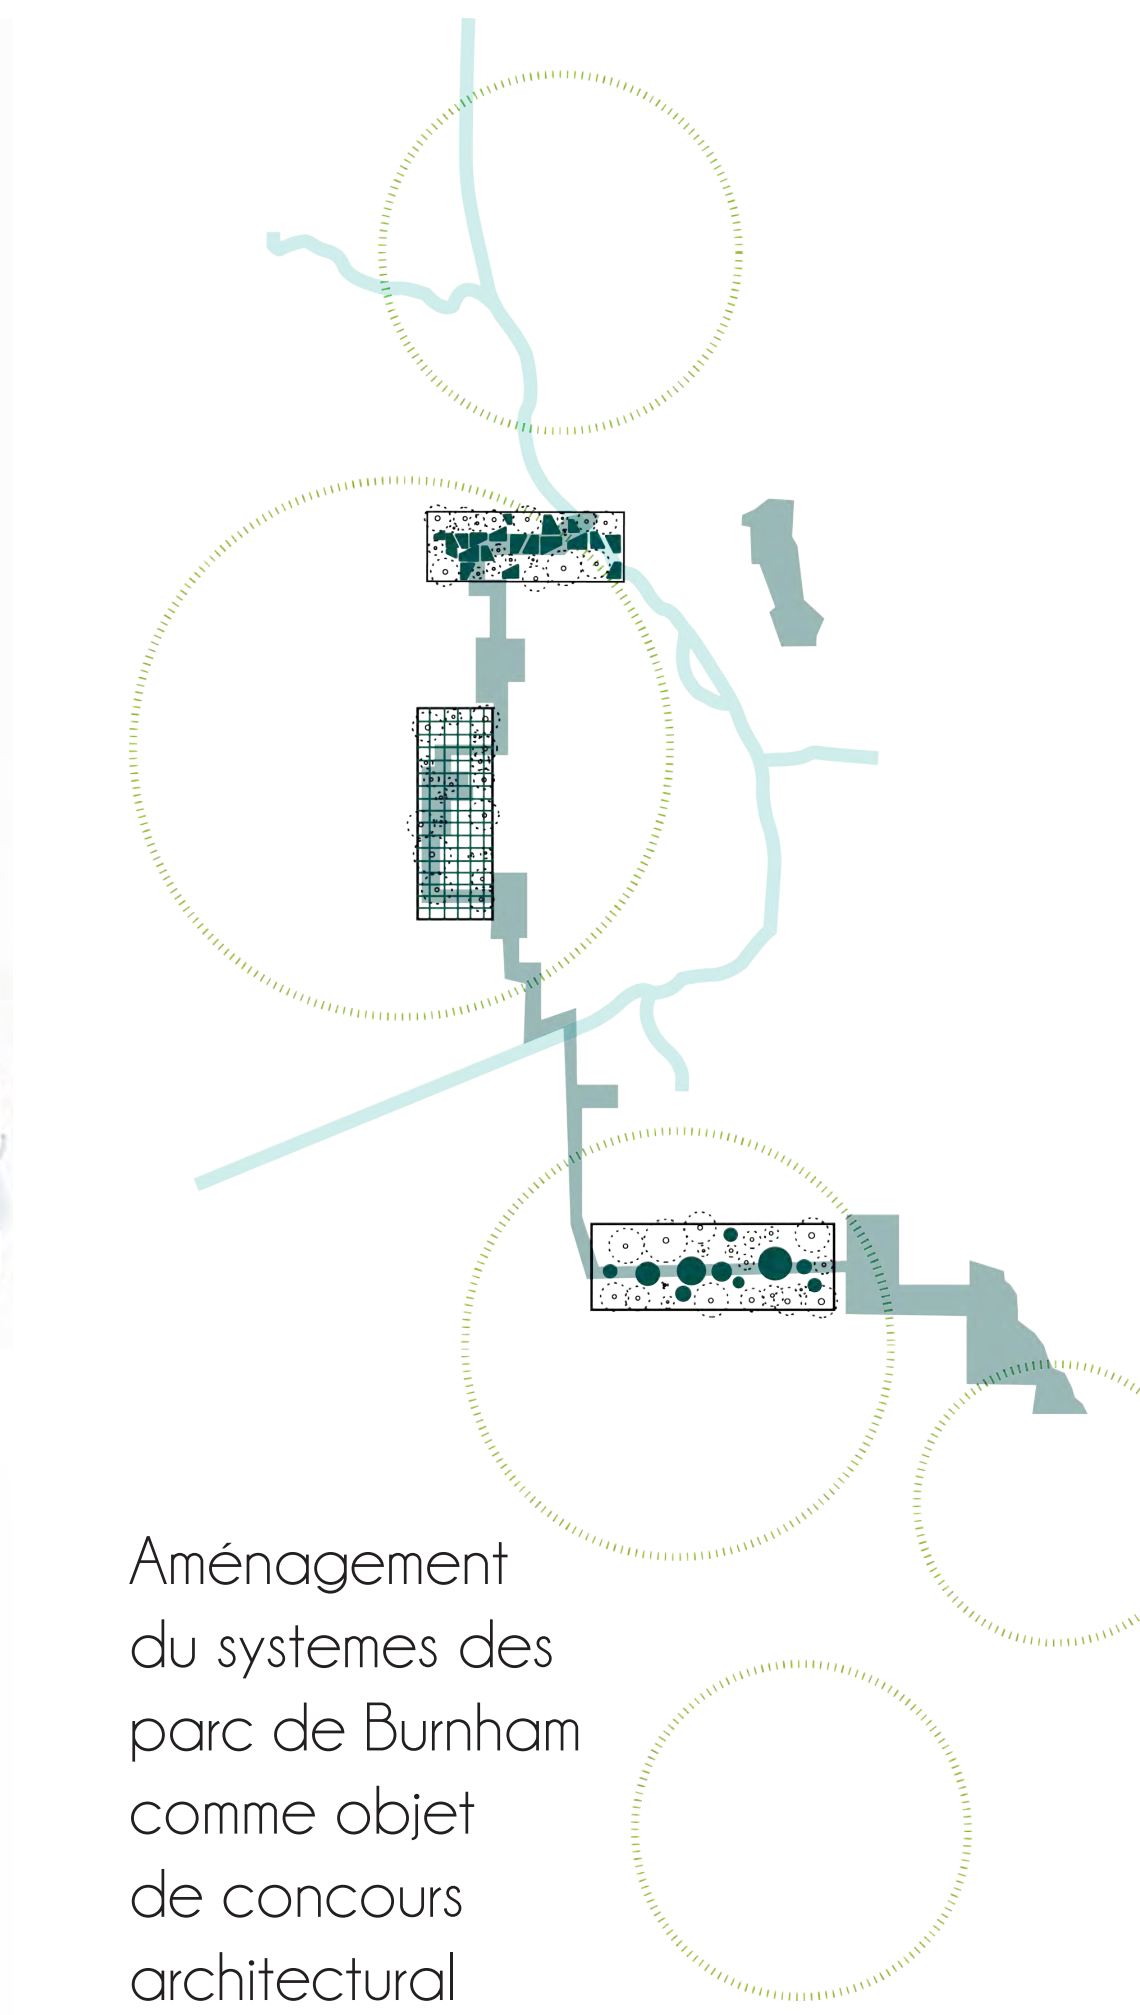 Aménagement
du systemes des
parc de Burnham
comme objet
de concours
architectural